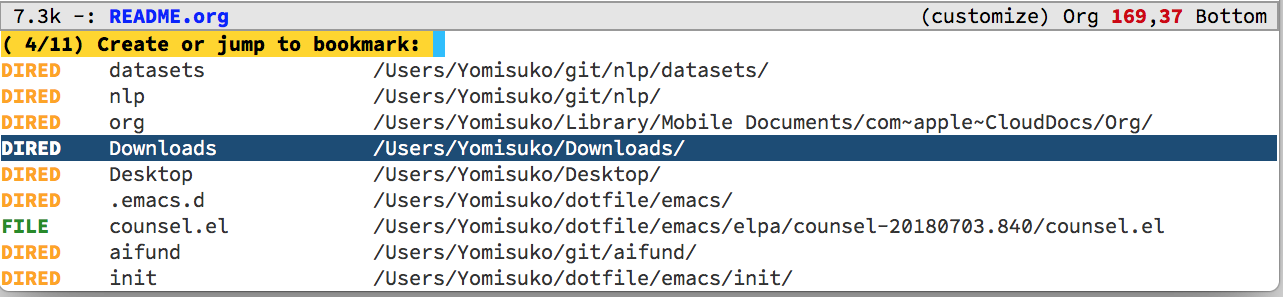 7.3k -: README.org (customize) Org 169,37 Bottom
( 4/11) Create or jump to bookmark:
DIRED datasets /Users/Yomisuko/git/nlp/datasets/
DIRED nlp /Users/Yomisuko/git/nlp/
DIRED org /Users/Yomisuko/Library/Mobile Documents/com~apple~CloudDocs/Org/
DIRED Downloads /Users/Yomisuko/Downloads/
DIRED Desktop /Users/Yomisuko/Desktop/
DIRED .emacs.d /Users/Yomisuko/dotfile/emacs/
FILE counsel.el /Users/Yomisuko/dotfile/emacs/elpa/counsel-20180703.840/counsel.el
DIRED aifund /Users/Yomisuko/git/aifund/
DIRED init /Users/Yomisuko/dotfile/emacs/init/